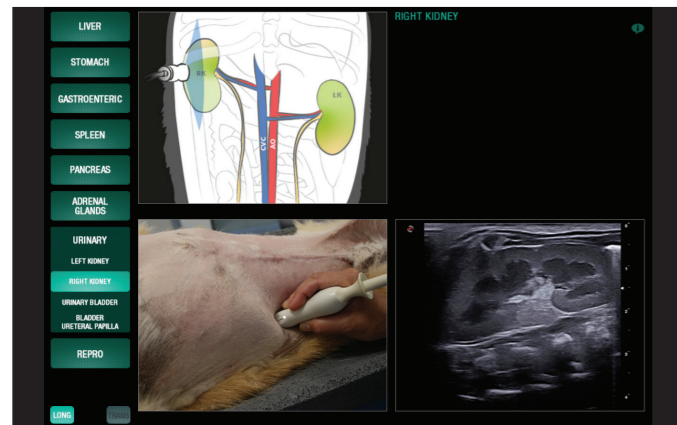 LIVER
STOMACH
GASTROENTERIC
SPLEEN
PANCREAS
ADRENAL
GLANDS
URINARY
LEFT KIDNEY
RIGHT KIDNEY
URINARY BLADDER
BLADDER
URETERAL PAPILLA
REPRO
LONG
RIGHT KIDNEY
RK
LK
CVC
AO